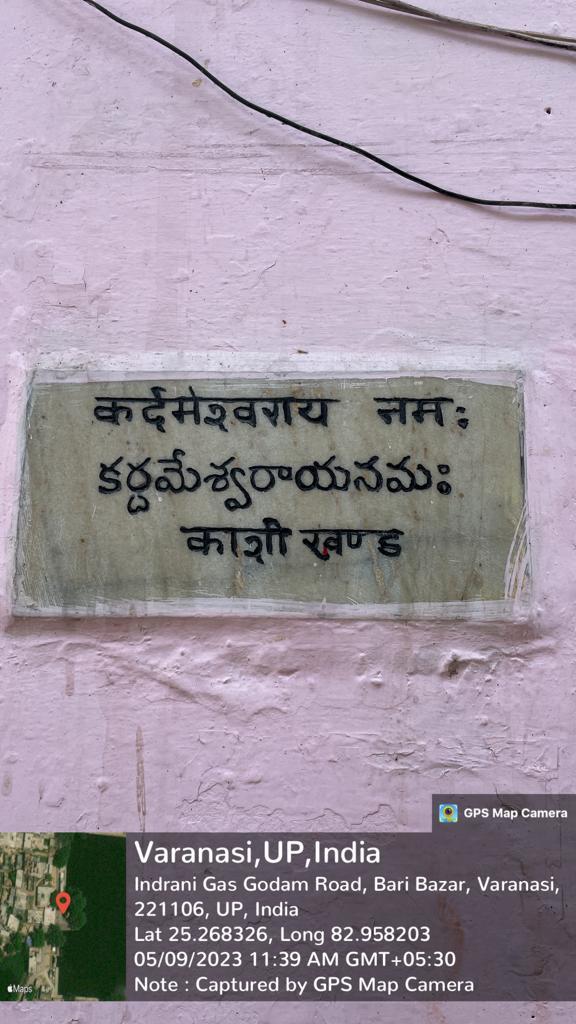 कर्दमेश्वराय नमः
కర్దమేశ్వరాయనమః
काशी खण्ड
GPS Map Camera
Varanasi,UP,India
Indrani Gas Godam Road, Bari Bazar, Varanasi,
221106, UP, India
Lat 25.268326, Long 82.958203
05/09/2023 11:39 AM GMT+05:30
Note : Captured by GPS Map Camera
Maps